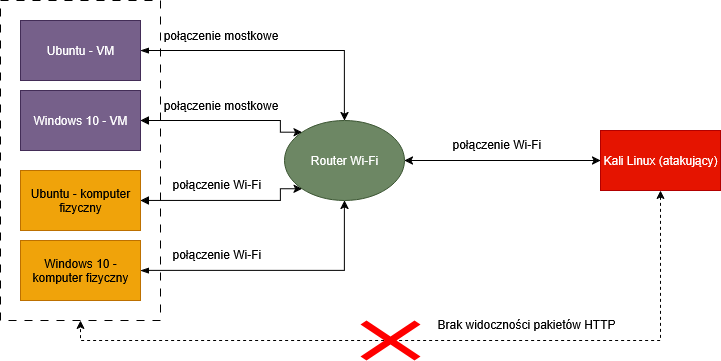 Ubuntu - VM
połączenie mostkowe
Windows 10 - VM
połączenie mostkowe
Ubuntu - komputer
fizyczny
połączenie Wi-Fi
Windows 10 -
komputer fizyczny
połączenie Wi-Fi
Router Wi-Fi
połączenie Wi-Fi
Kali Linux (atakujący)
Brak widoczności pakietów HTTP